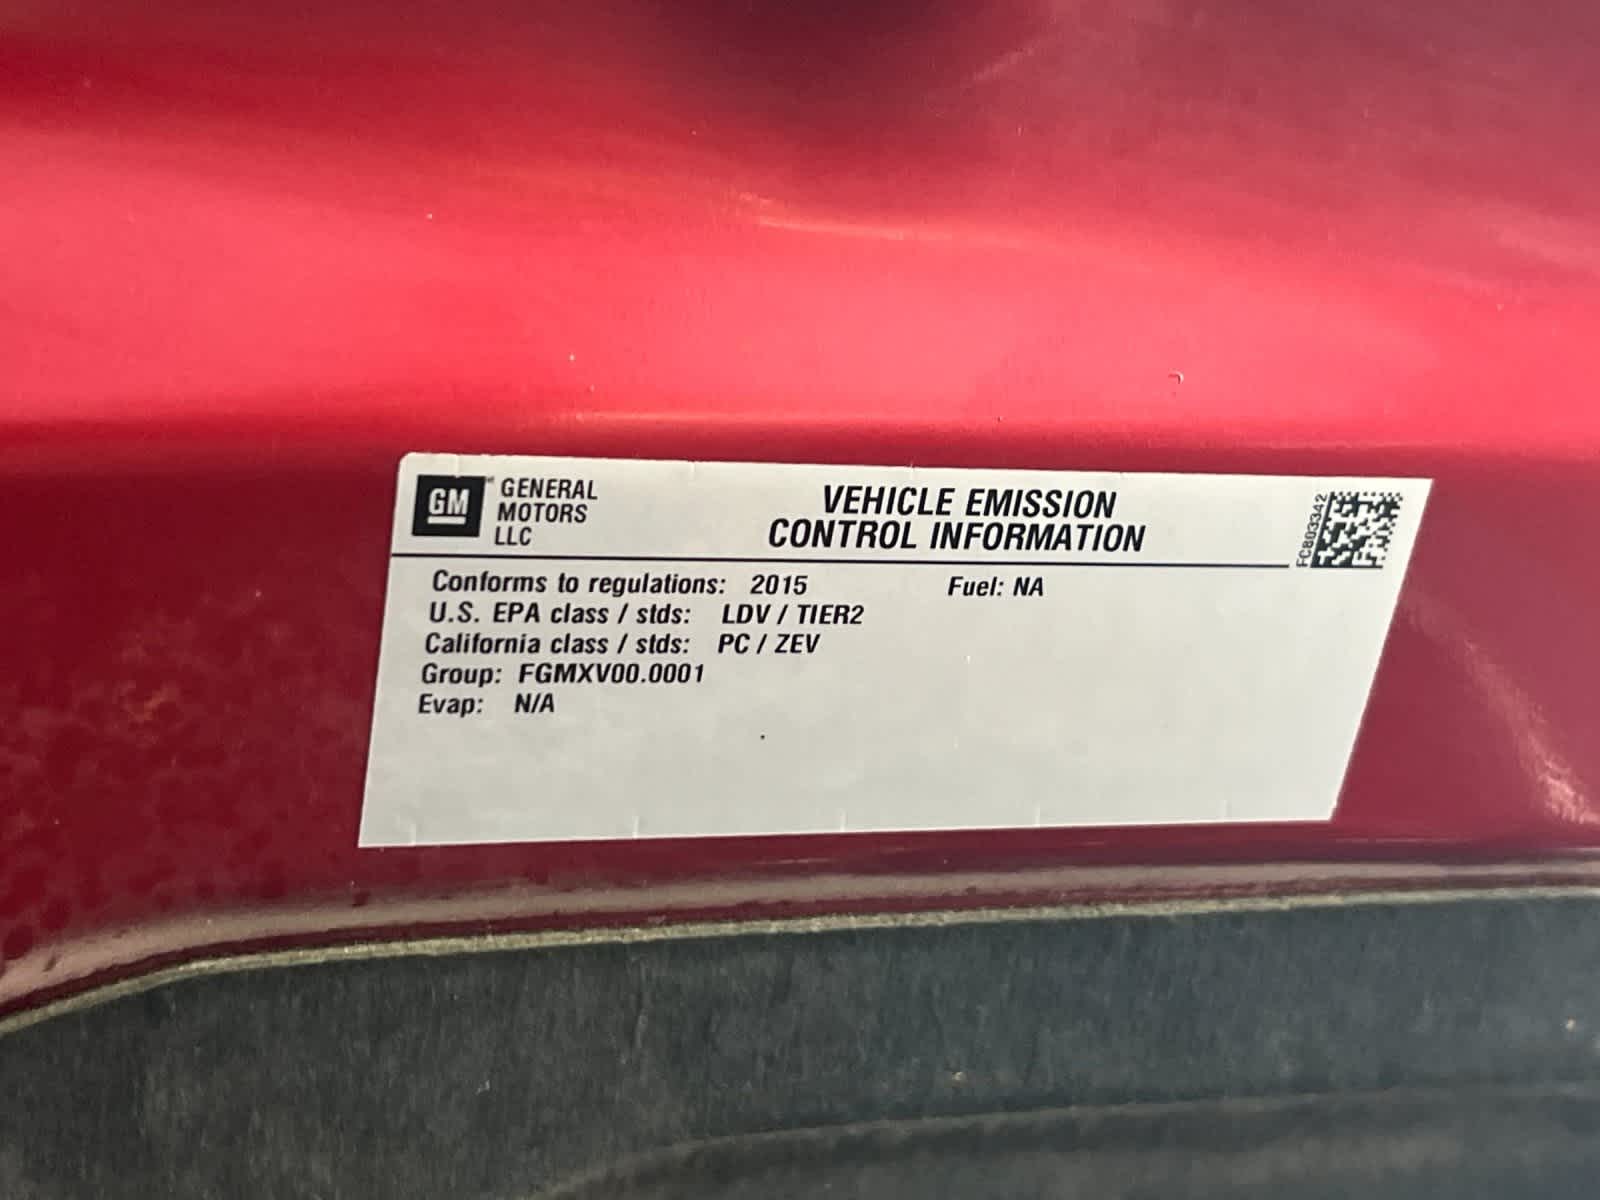 GM
GENERAL
MOTORS
LLC
VEHICLE EMISSION
CONTROL INFORMATION
FC803342
Conforms to regulations: 2015 Fuel: NA
U.S. EPA class / stds: LDV / TIER2
California class / stds: PC / ZEV
Group: FGMXV00.0001
Evap: N/A